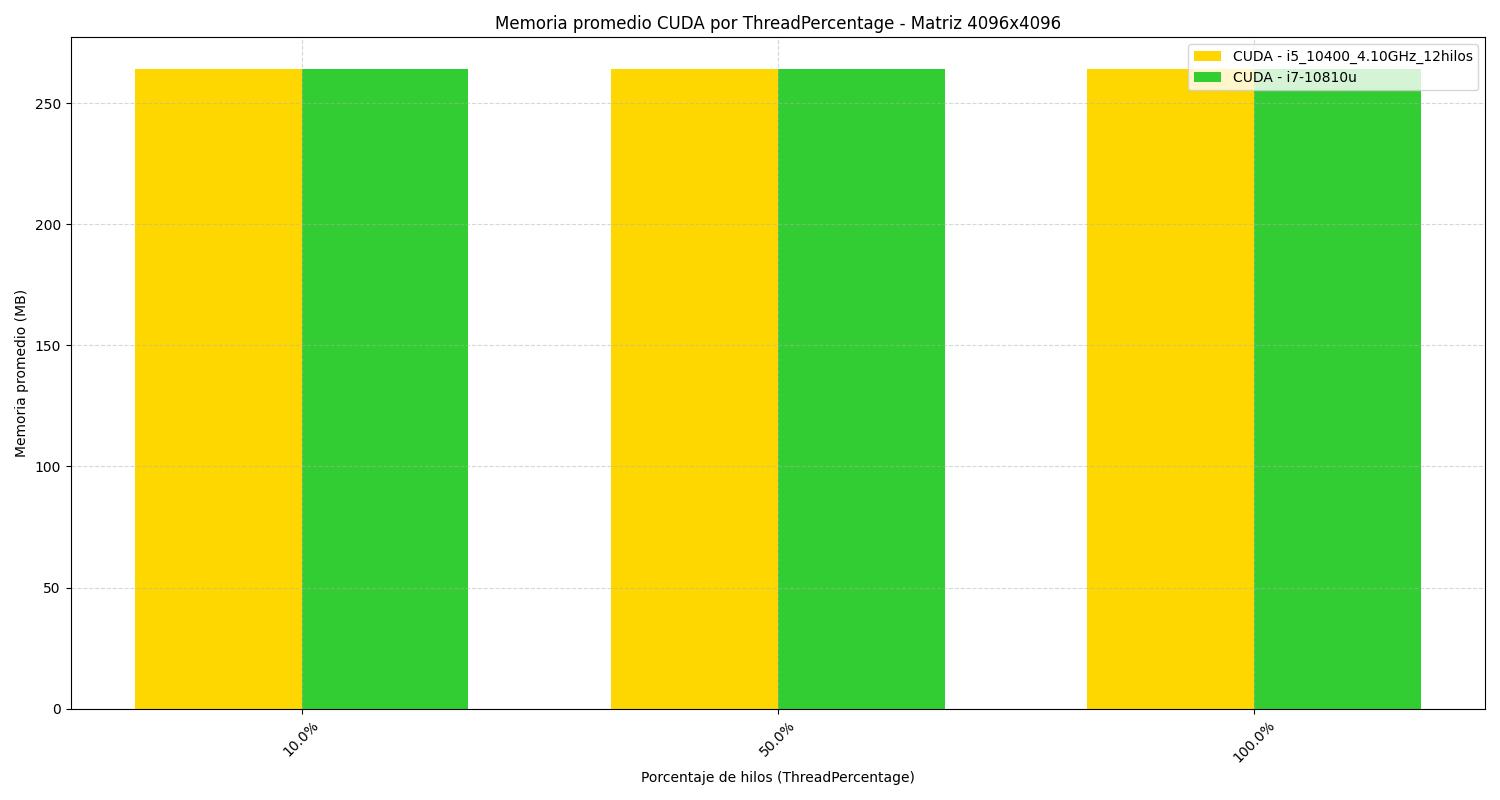 Memoria promedio CUDA por ThreadPercentage - Matriz 4096x4096
CUDA - i5_10400_4.10GHz_12hilos
CUDA - i7-10810u
Memoria promedio (MB)
250
200
150
100
50
0
10.0%
50.0%
100.0%
Porcentaje de hilos (ThreadPercentage)